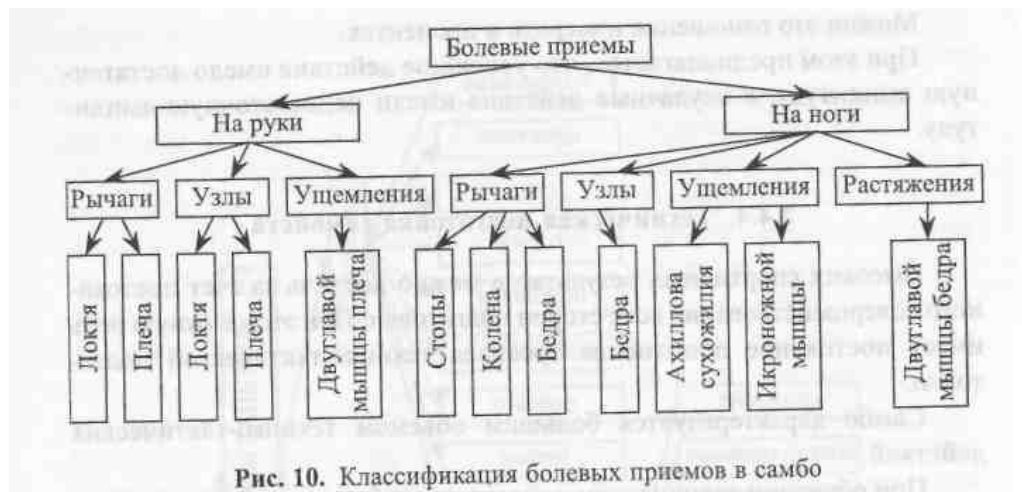 Болевые приемы
На руки
На ноги
Рычаги
Узлы
Ущемления
Рычаги
Узлы
Ущемления
Растяжения
Локтя
Плеча
Локтя
Плеча
Двуглавой
мышцы плеча
Стопы
Колена
Бедра
Бедра
Ахиллова
сухожилия
Икроножной
мышцы
Двуглавой
мышцы бедра
Рис. 10. Классификация болевых приемов в самбо